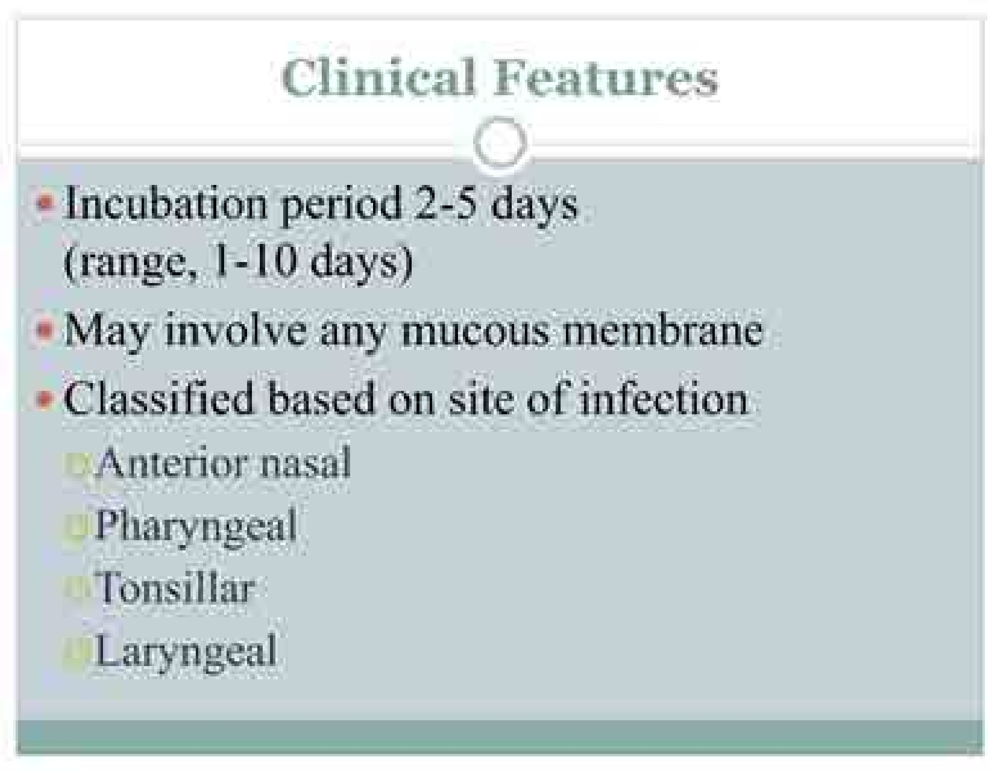 Clinical Features
Incubation period 2-5 days
(range, 1-10 days)
May involve any mucous membrane
Classified based on site of infection
Anterior nasal
Pharyngeal
Tonsillar
Laryngeal